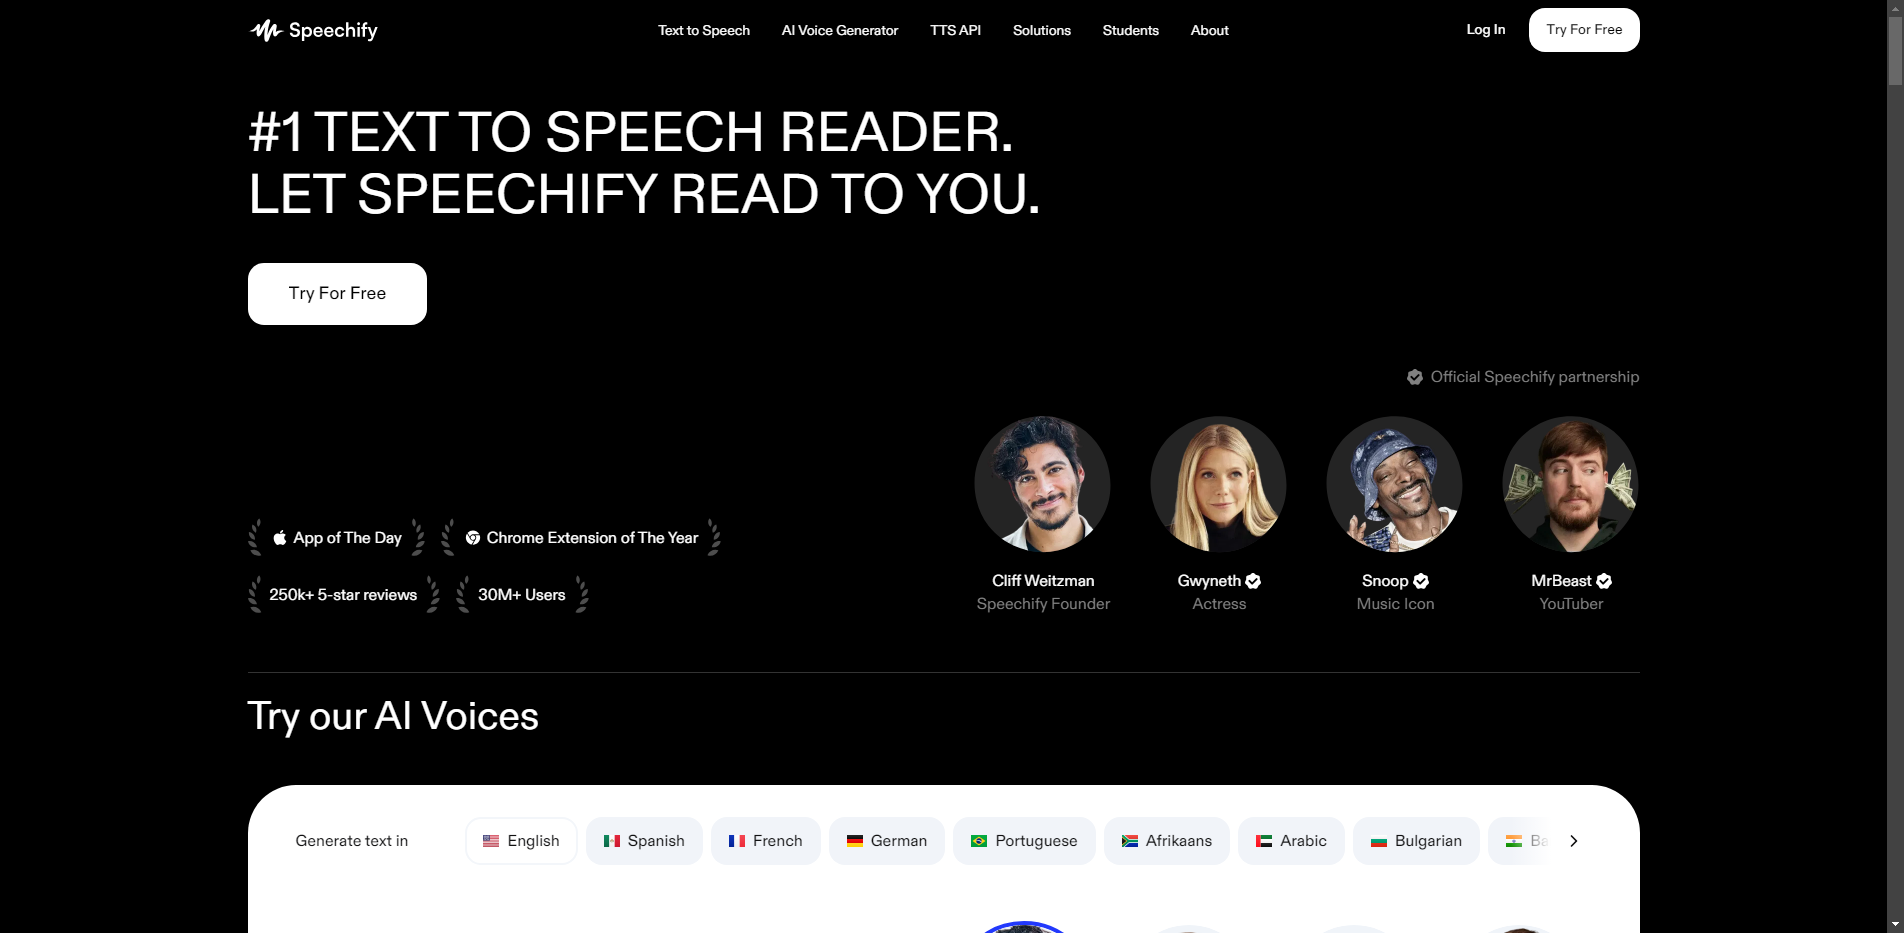 Speechify
Text to Speech
AI Voice Generator
TTS API
Solutions
Students
About
Log In
Try For Free
#1 TEXT TO SPEECH READER.
LET SPEECHIFY READ TO YOU.
Try For Free
Official Speechify partnership
App of The Day
Chrome Extension of The Year
250k+ 5-star reviews
30M+ Users
Cliff Weitzman
Speechify Founder
Gwyneth
Actress
Snoop
Music Icon
MrBeast
YouTuber
Try our AI Voices
Generate text in
English
Spanish
French
German
Portuguese
Afrikaans
Arabic
Bulgarian